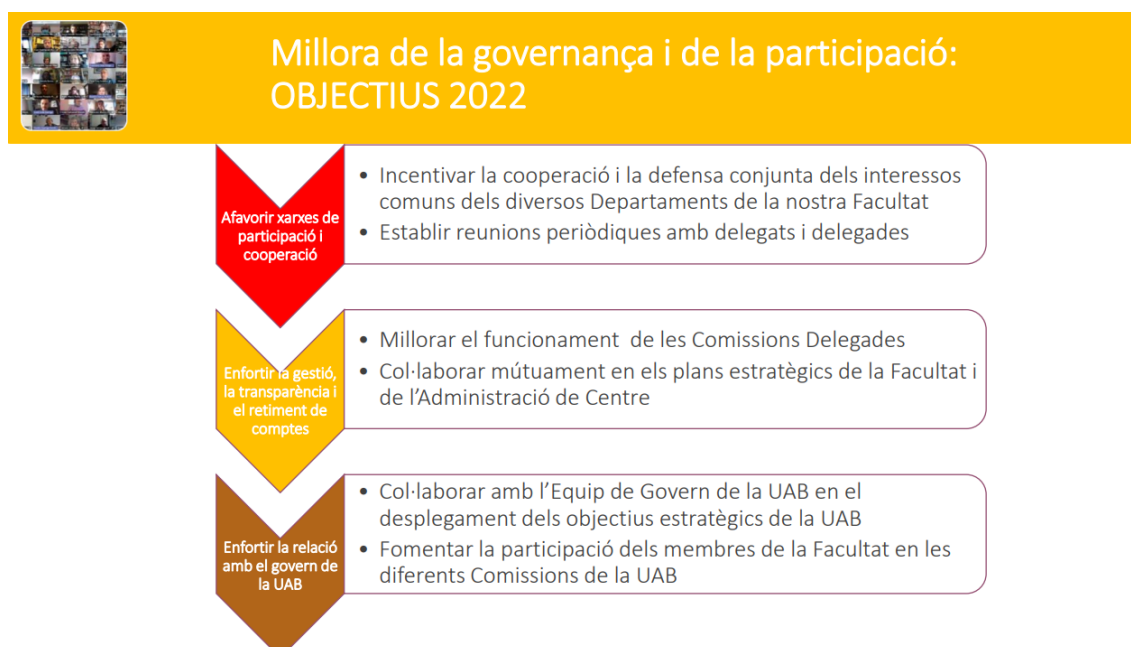 Millora de la governança i de la participació:
OBJECTIUS 2022
Afavorir xarxes de
participació i
cooperació
• Incentivar la cooperació i la defensa conjunta dels interessos
comuns dels diversos Departaments de la nostra Facultat
• Establir reunions periòdiques amb delegats i delegades
Enfortir la gestió,
la transparència i
el retiment de
comptes
• Millorar el funcionament  de les Comissions Delegades
• Col·laborar mútuament en els plans estratègics de la Facultat i
de l’Administració de Centre
Enfortir la relació
amb el govern de
la UAB
• Col·laborar amb l’Equip de Govern de la UAB en el
desplegament dels objectius estratègics de la UAB
• Fomentar la participació dels membres de la Facultat en les
diferents Comissions de la UAB